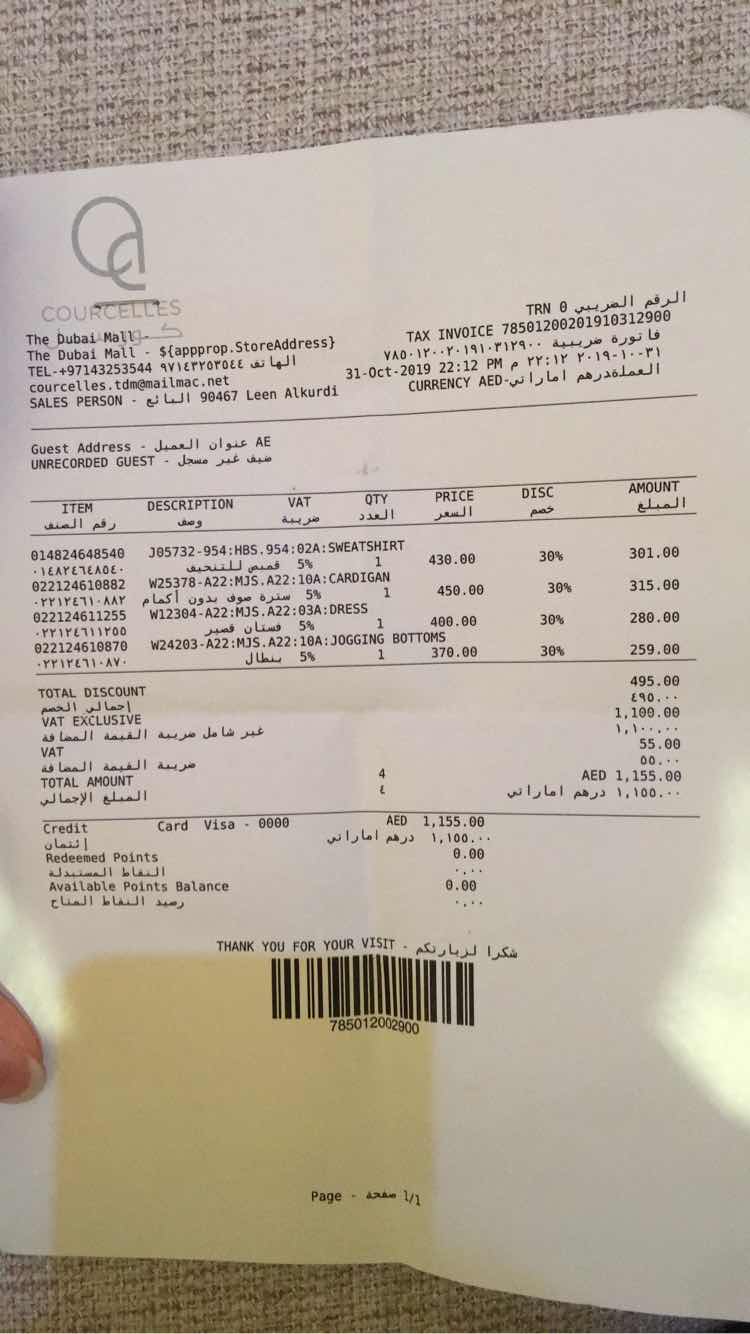 COURCELLES
The Dubai Mall -
The Dubai Mall - ${appprop.StoreAddress}
TEL-+97143253544 الهاتف ٩٧١٤٣٢٥٣٥٤٤
courcelles.tdm@mailmac.net
SALES PERSON - البائع 90467 Leen Alkurdi
TRN 0 الرقم الضريبي
TAX INVOICE 78501200201910312900
فاتورة ضريبية ٧٨٥٠١٢٠٠٢٠١٩١٠٣١٢٩٠٠
31-Oct-2019 22:12 PM ٣١-١٠-٢٠١٩ ٢٢:١٢ م
CURRENCY AED-العملةدرهم اماراتي
Guest Address - عنوان العميل AE
UNRECORDED GUEST - ضيف غير مسجل
ITEM DESCRIPTION VAT QTY PRICE DISC AMOUNT
رقم الصنف وصف ضريبة العدد السعر خصم المبلغ
014824648540 J05732-954:HBS.954:02A:SWEATSHIRT
٠١٤٨٢٤٦٤٨٥٤٠ قميص للتنحيف 5% 1 430.00 30% 301.00
022124610882 W25378-A22:MJS.A22:10A:CARDIGAN
٠٢٢١٢٤٦١٠٨٨٢ سترة صوف بدون أكمام 5% 1 450.00 30% 315.00
022124611255 W12304-A22:MJS.A22:03A:DRESS
٠٢٢١٢٤٦١١٢٥٥ فستان قصير 5% 1 400.00 30% 280.00
022124610870 W24203-A22:MJS.A22:10A:JOGGING BOTTOMS
٠٢٢١٢٤٦١٠٨٧٠ بنطال 5% 1 370.00 30% 259.00
TOTAL DISCOUNT 495.00
إجمالي الخصم ٤٩٥.٠٠
VAT EXCLUSIVE 1,100.00
غير شامل ضريبة القيمة المضافة ١,١٠٠.٠٠
VAT 55.00
ضريبة القيمة المضافة ٥٥.٠٠
TOTAL AMOUNT 4 AED 1,155.00
المبلغ الإجمالي ٤ ١,١٥٥.٠٠ درهم اماراتي
Credit Card Visa - 0000 AED 1,155.00
إئتمان ١,١٥٥.٠٠ درهم اماراتي
Redeemed Points 0.00
النقاط المستبدلة ٠.٠٠
Available Points Balance 0.00
رصيد النقاط المتاح ٠.٠٠
THANK YOU FOR YOUR VISIT - شكرا لزيارتكم
785012002900
Page - صفحة 1/1